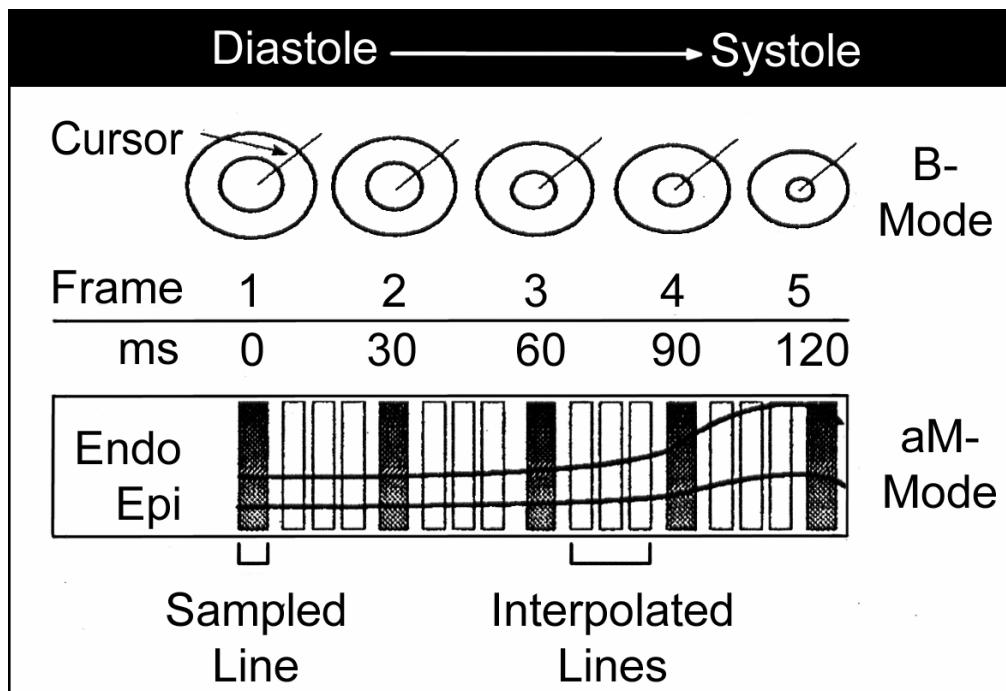 Diastole Systole
Cursor
B-
Mode
Frame 1 2 3 4 5
ms 0 30 60 90 120
Endo
Epi
aM-
Mode
Sampled
Line
Interpolated
Lines